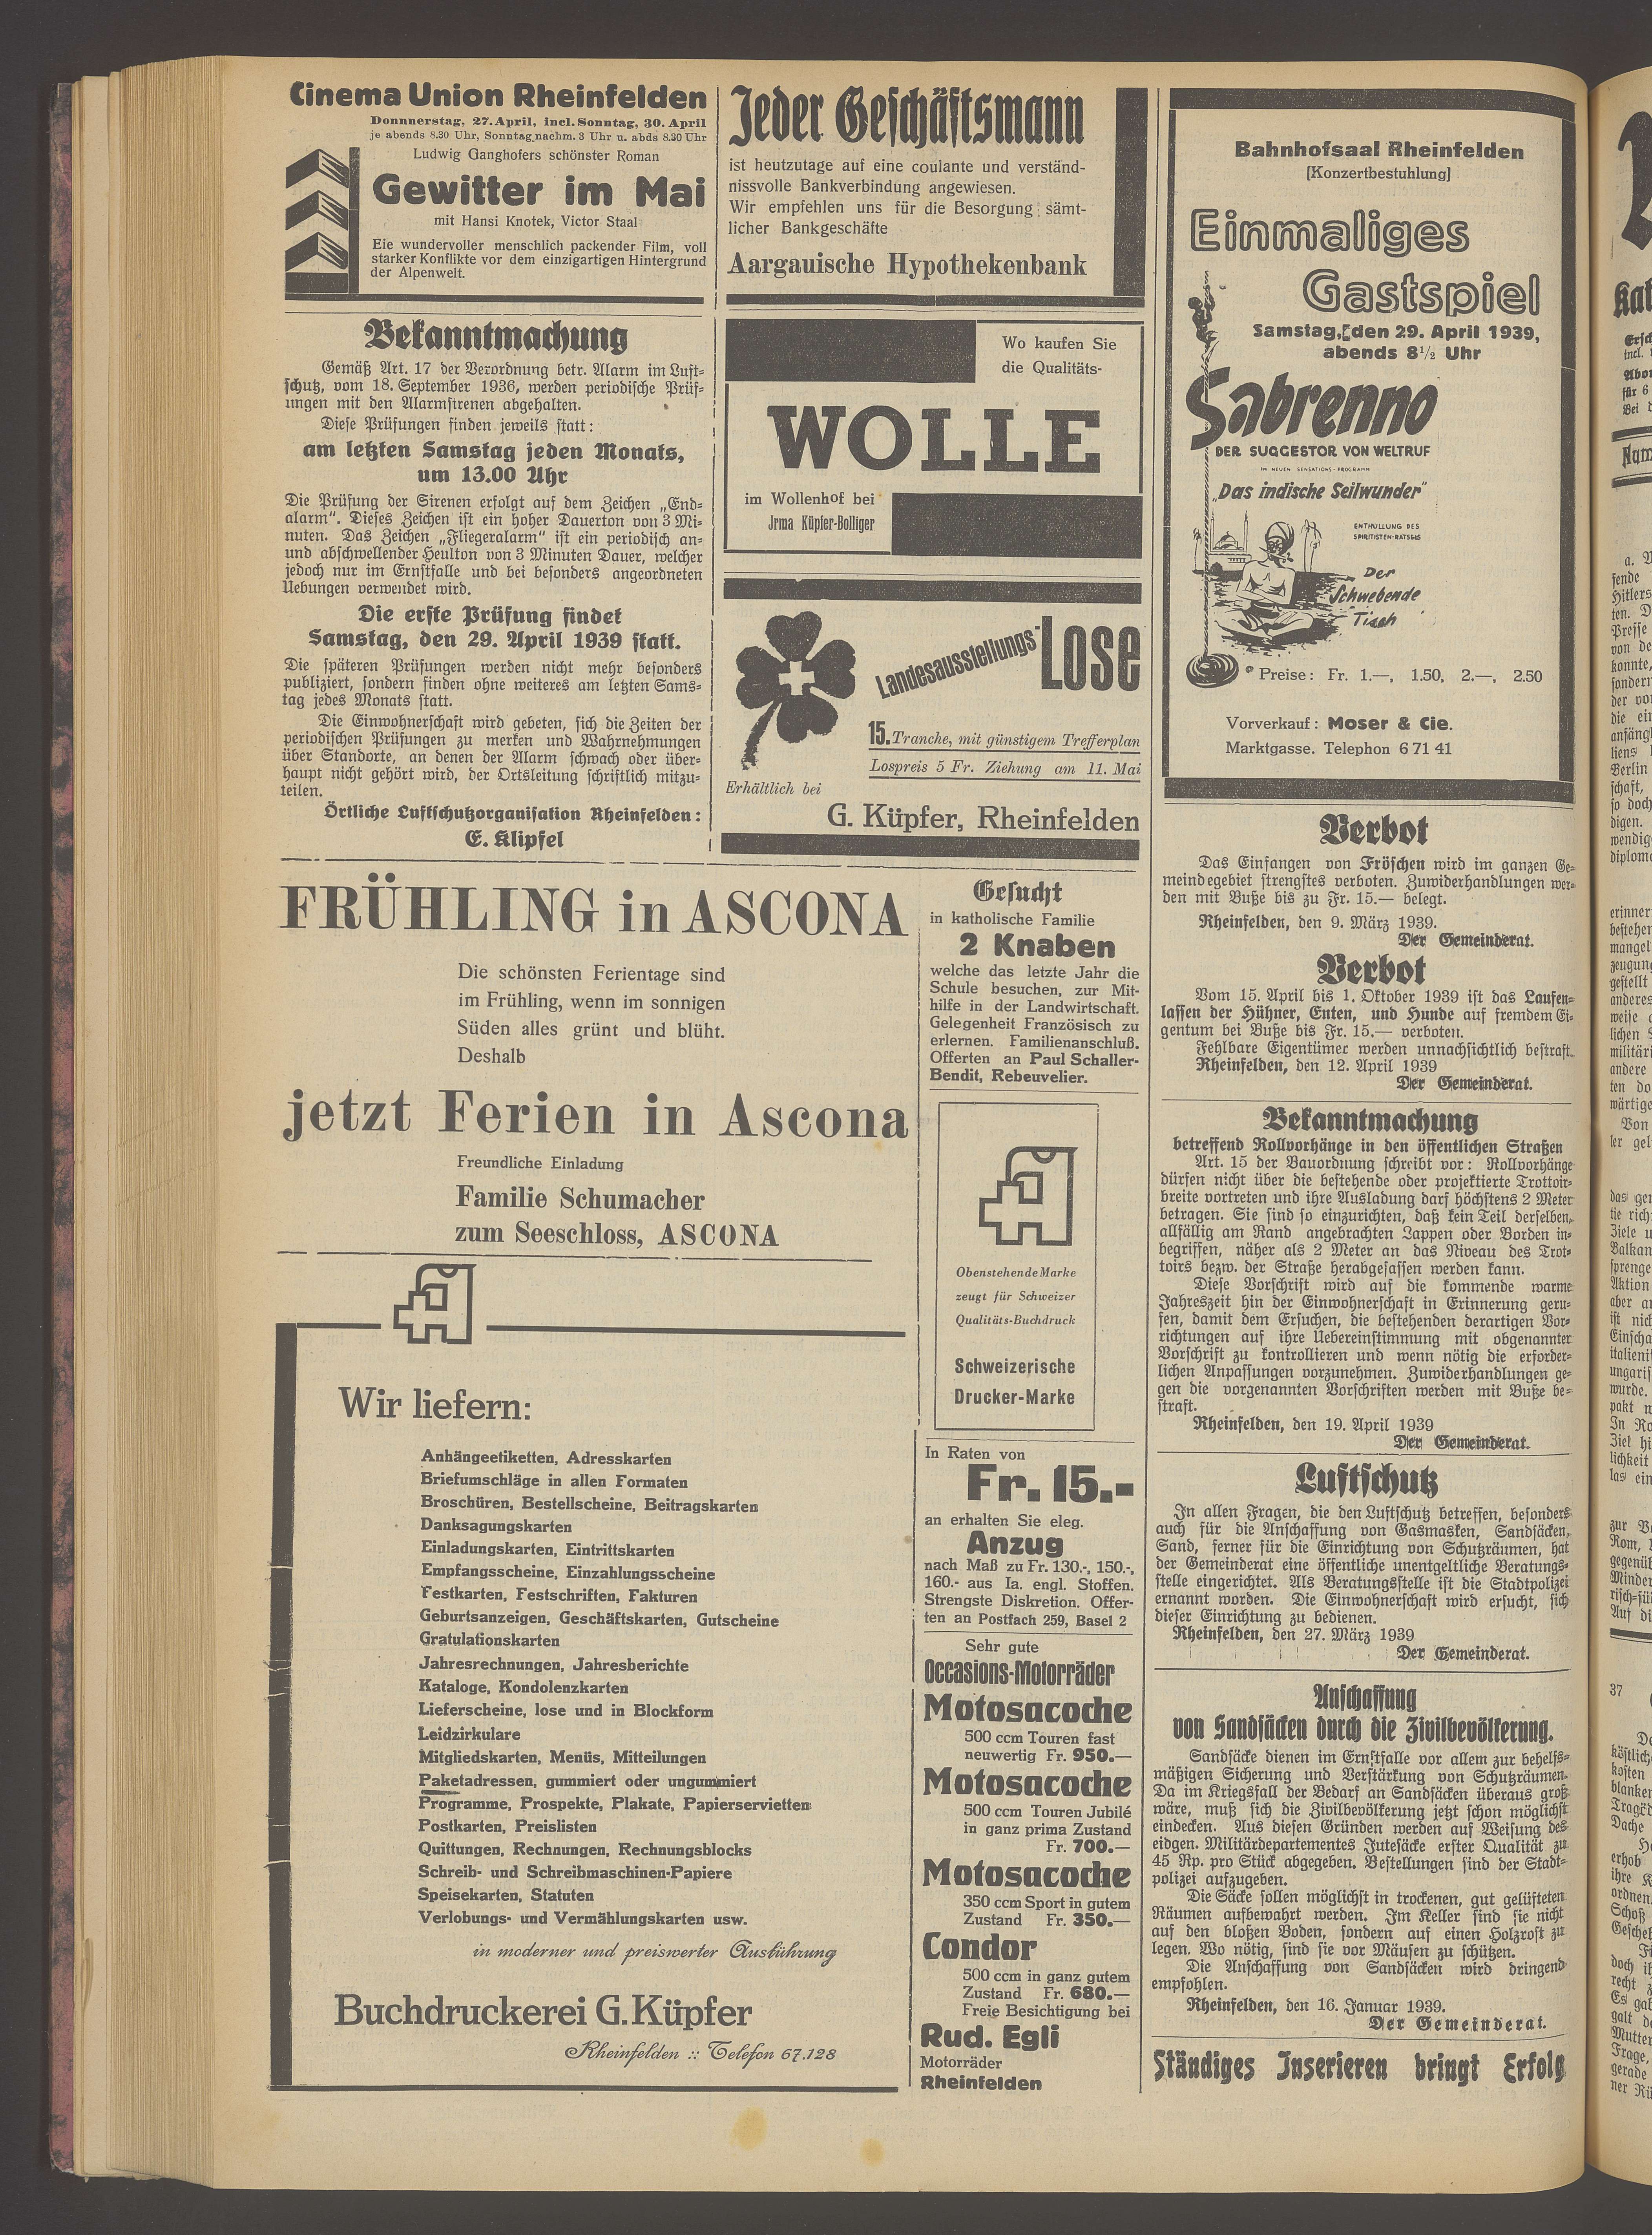 Cinema Union Rheinfelden
Donnnerstag, 27. April, incl. Sonntag, 30. April
je abends 8.30 Uhr, Sonntag nachm. 3 Uhr u. abds 8.30 Uhr
Ludwig Ganghofers schönster Roman
Gewitter im Mai
mit Hansi Knotek, Victor Staal
Eie wundervoller menschlich packender Film, voll
starker Konflikte vor dem einzigartigen Hintergrund
der Alpenwelt.
Bekanntmachung
Gemäß Art. 17 der Verordnung betr. Alarm im Luft-
schutz, vom 18. September 1936, werden periodische Prüf-
ungen mit den Alarmsirenen abgehalten.
Diese Prüfungen finden jeweils statt:
am letzten Samstag jeden Monats,
um 13.00 Uhr
Die Prüfung der Sirenen erfolgt auf dem Zeichen „End-
alarm“. Dieses Zeichen ist ein hoher Dauerton von 3 Mi-
nuten. Das Zeichen „Fliegeralarm“ ist ein periodisch an-
und abschwellender Heulton von 3 Minuten Dauer, welcher
jedoch nur im Ernstfalle und bei besonders angeordneten
Uebungen verwendet wird.
Die erste Prüfung findet
Samstag, den 29. April 1939 statt.
Die späteren Prüfungen werden nicht mehr besonders
publiziert, sondern finden ohne weiteres am letzten Sams-
tag jedes Monats statt.
Die Einwohnerschaft wird gebeten, sich die Zeiten der
periodischen Prüfungen zu merken und Wahrnehmungen
über Standorte, an denen der Alarm schwach oder über-
haupt nicht gehört wird, der Ortsleitung schriftlich mitzu-
teilen.
Örtliche Luftschutzorganisation Rheinfelden:
E. Klipfel
Jeder Geschäftsmann
ist heutzutage auf eine coulante und verständ-
nissvolle Bankverbindung angewiesen.
Wir empfehlen uns für die Besorgung sämt-
licher Bankgeschäfte
Aargauische Hypothekenbank
Wo kaufen Sie
die Qualitäts-
WOLLE
im Wollenhof bei
Jrma Küpfer-Bolliger
Landesausstellungs-Lose
15. Tranche, mit günstigem Trefferplan
Lospreis 5 Fr. Ziehung am 11. Mai
Erhältlich bei
G. Küpfer, Rheinfelden
FRÜHLING in ASCONA
Die schönsten Ferientage sind
im Frühling, wenn im sonnigen
Süden alles grünt und blüht.
Deshalb
jetzt Ferien in Ascona
Freundliche Einladung
Familie Schumacher
zum Seeschloss, ASCONA
Wir liefern:
Anhängeetiketten, Adresskarten
Briefumschläge in allen Formaten
Broschüren, Bestellscheine, Beitragskarten
Danksagungskarten
Einladungskarten, Eintrittskarten
Empfangsscheine, Einzahlungsscheine
Festkarten, Festschriften, Fakturen
Geburtsanzeigen, Geschäftskarten, Gutscheine
Gratulationskarten
Jahresrechnungen, Jahresberichte
Kataloge, Kondolenzkarten
Lieferscheine, lose und in Blockform
Leidzirkulare
Mitgliedskarten, Menüs, Mitteilungen
Paketadressen, gummiert oder ungummiert
Programme, Prospekte, Plakate, Papierservietten
Postkarten, Preislisten
Quittungen, Rechnungen, Rechnungsblocks
Schreib- und Schreibmaschinen-Papiere
Speisekarten, Statuten
Verlobungs- und Vermählungskarten usw.
in moderner und preiswerter Ausführung
Buchdruckerei G. Küpfer
Rheinfelden :: Telefon 67.128
Gesucht
in katholische Familie
2 Knaben
welche das letzte Jahr die
Schule besuchen, zur Mit-
hilfe in der Landwirtschaft.
Gelegenheit Französisch zu
erlernen. Familienanschluß.
Offerten an Paul Schaller-
Bendit, Rebeuvelier.
Obenstehende Marke
zeugt für Schweizer
Qualitäts-Buchdruck
Schweizerische
Drucker-Marke
In Raten von
Fr. 15.-
an erhalten Sie eleg.
Anzug
nach Maß zu Fr. 130.-, 150.-,
160.- aus Ia. engl. Stoffen.
Strengste Diskretion. Offer-
ten an Postfach 259, Basel 2
Sehr gute
Occasions-Motorräder
Motosacoche
500 ccm Touren fast
neuwertig Fr. 950.—
Motosacoche
500 ccm Touren Jubilé
in ganz prima Zustand
Fr. 700.—
Motosacoche
350 ccm Sport in gutem
Zustand Fr. 350.—
Condor
500 ccm in ganz gutem
Zustand Fr. 680.—
Freie Besichtigung bei
Rud. Egli
Motorräder
Rheinfelden
Bahnhofsaal Rheinfelden
[Konzertbestuhlung]
Einmaliges
Gastspiel
Samstag, den 29. April 1939,
abends 8½ Uhr
Sabrenno
DER SUGGESTOR VON WELTRUF
IM NEUEN SENSATIONS-PROGRAMM
„Das indische Seilwunder“
ENTHÜLLUNG DES
SPIRITISTEN-RÄTSELS
Der
Schwebende
Tisch
Preise: Fr. 1.—, 1.50, 2.—, 2.50
Vorverkauf: Moser & Cie.
Marktgasse. Telephon 6 71 41
Verbot
Das Einfangen von Fröschen wird im ganzen Ge-
meindegebiet strengstes verboten. Zuwiderhandlungen wer-
den mit Buße bis zu Fr. 15.— belegt.
Rheinfelden, den 9. März 1939.
Der Gemeinderat.
Verbot
Vom 15. April bis 1. Oktober 1939 ist das Laufen-
lassen der Hühner, Enten, und Hunde auf fremdem Ei-
gentum bei Buße bis Fr. 15.— verboten.
Fehlbare Eigentümer werden unnachsichtlich bestraft.
Rheinfelden, den 12. April 1939
Der Gemeinderat.
Bekanntmachung
betreffend Rollvorhänge in den öffentlichen Straßen
Art. 15 der Bauordnung schreibt vor: Rollvorhänge
dürfen nicht über die bestehende oder projektierte Trottoir-
breite vortreten und ihre Ausladung darf höchstens 2 Meter
betragen. Sie sind so einzurichten, daß kein Teil derselben,
allfällig am Rand angebrachten Lappen oder Borden in-
begriffen, näher als 2 Meter an das Niveau des Trot-
toirs bezw. der Straße herabgelassen werden kann.
Diese Vorschrift wird auf die kommende warme
Jahreszeit hin der Einwohnerschaft in Erinnerung geru-
fen, damit dem Ersuchen, die bestehenden derartigen Vor-
richtungen auf ihre Uebereinstimmung mit obgenannter
Vorschrift zu kontrollieren und wenn nötig die erforder-
lichen Anpassungen vorzunehmen. Zuwiderhandlungen ge-
gen die vorgenannten Vorschriften werden mit Buße be-
straft.
Rheinfelden, den 19. April 1939
Der Gemeinderat.
Luftschutz
In allen Fragen, die den Luftschutz betreffen, besonders
auch für die Anschaffung von Gasmasken, Sandsäcken,
Sand, ferner für die Einrichtung von Schutzräumen, hat
der Gemeinderat eine öffentliche unentgeltliche Beratungs-
stelle eingerichtet. Als Beratungsstelle ist die Stadtpolizei
ernannt worden. Die Einwohnerschaft wird ersucht, sich
dieser Einrichtung zu bedienen.
Rheinfelden, den 27. März 1939
Der Gemeinderat.
Anschaffung
von Sandsäcken durch die Zivilbevölkerung.
Sandsäcke dienen im Ernstfalle vor allem zur behelfs-
mäßigen Sicherung und Verstärkung von Schutzräumen.
Da im Kriegsfall der Bedarf an Sandsäcken überaus groß
wäre, muß sich die Zivilbevölkerung jetzt schon möglichst
eindecken. Aus diesen Gründen werden auf Weisung des
eidgen. Militärdepartementes Jutesäcke erster Qualität zu
45 Rp. pro Stück abgegeben. Bestellungen sind der Stadt-
polizei aufzugeben.
Die Säcke sollen möglichst in trockenen, gut gelüfteten
Räumen aufbewahrt werden. Im Keller sind sie nicht
auf den bloßen Boden, sondern auf einen Holzrost zu
legen. Wo nötig, sind sie vor Mäusen zu schützen.
Die Anschaffung von Sandsäcken wird dringend
empfohlen.
Rheinfelden, den 16. Januar 1939.
Der Gemeinderat.
Ständiges Inserieren bringt Erfolg